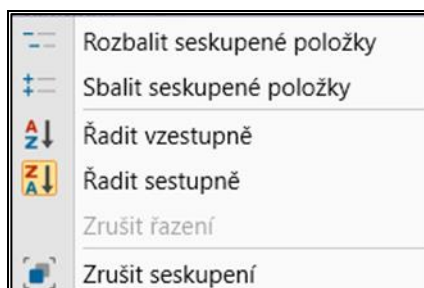 Rozbalit seskupené položky
Sbalit seskupené položky
Řadit vzestupně
Řadit sestupně
Zrušit řazení
Zrušit seskupení